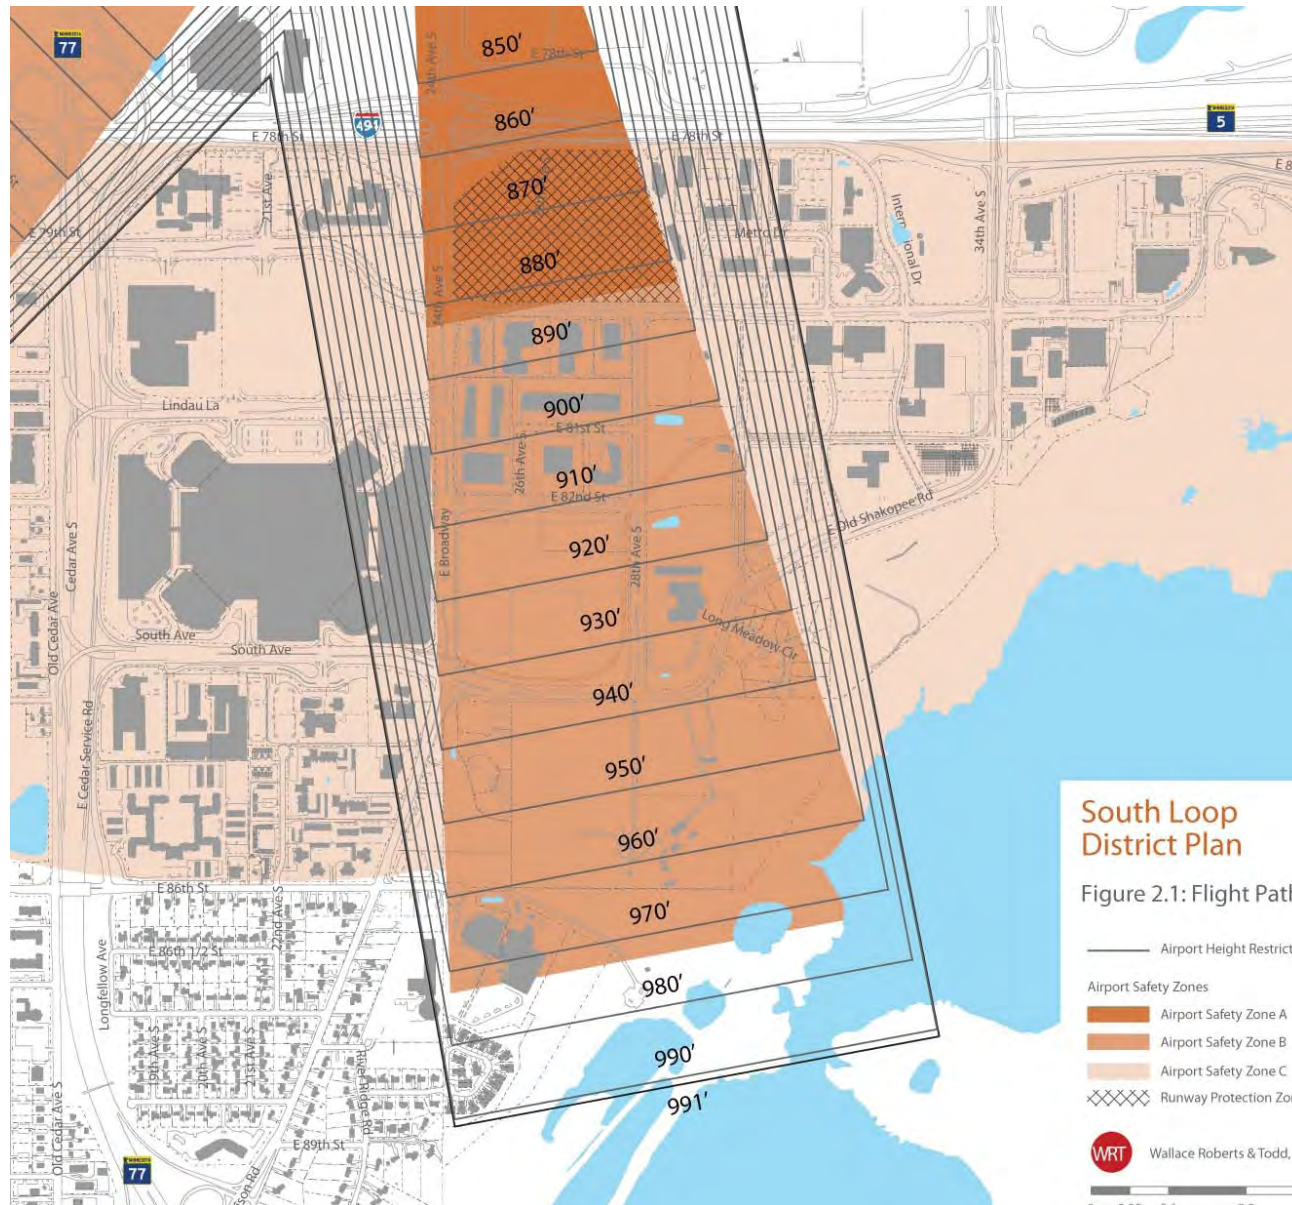 77
24th Ave S
850'
E 78th St
860'
E 78th St
494
E 78th St
5
E 8
870'
21st Ave
E 79th St
880'
Metro Dr
34th Ave S
24th Ave S
890'
Lindau La
900'
E 81st St
26th Ave S
910'
E 82nd St
E Old Shakopee Rd
Cedar Ave S
E Broadway
920'
28th Ave S
Old Cedar Ave
930'
Long Meadow Cir
South Ave
South Ave
940'
E Cedar Service Rd
950'
960'
E 86th St
970'
22nd Ave S
E 86th 1/2 St
Longfellow Ave
980'
19th Ave S
20th Ave S
21st Ave S
River Ridge Rd
990'
991'
Old Cedar Ave S
E 89th St
77
son Rd
South Loop
District Plan
Figure 2.1: Flight Path
Airport Height Restrict
Airport Safety Zones
Airport Safety Zone A
Airport Safety Zone B
Airport Safety Zone C
Runway Protection Zo
WRT
Wallace Roberts & Todd,